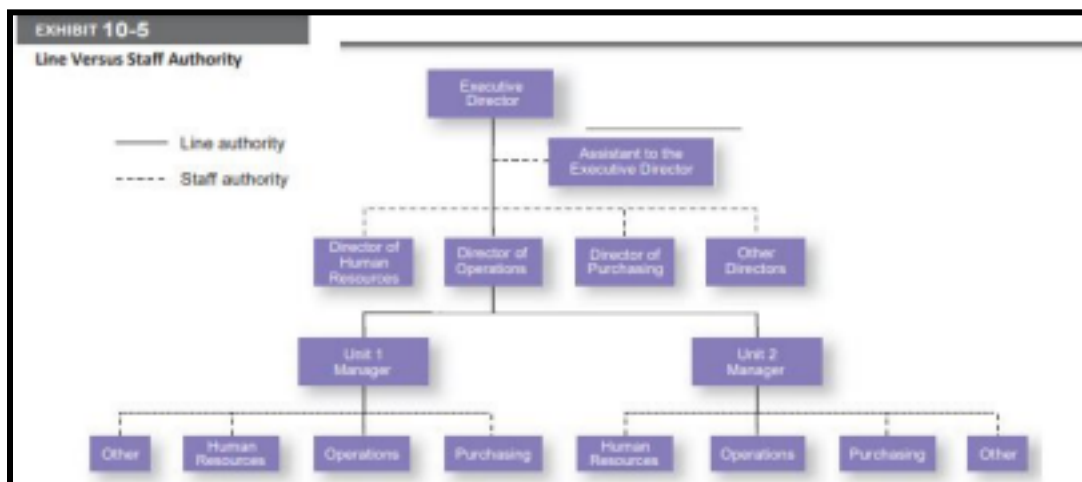 EXHIBIT 10-5
Line Versus Staff Authority
Executive
Director
Line authority
Staff authority
Assistant to the
Executive Director
Director of
Human
Resources
Director of
Operations
Director of
Purchasing
Other
Directors
Unit 1
Manager
Unit 2
Manager
Other
Human
Resources
Operations
Purchasing
Human
Resources
Operations
Purchasing
Other